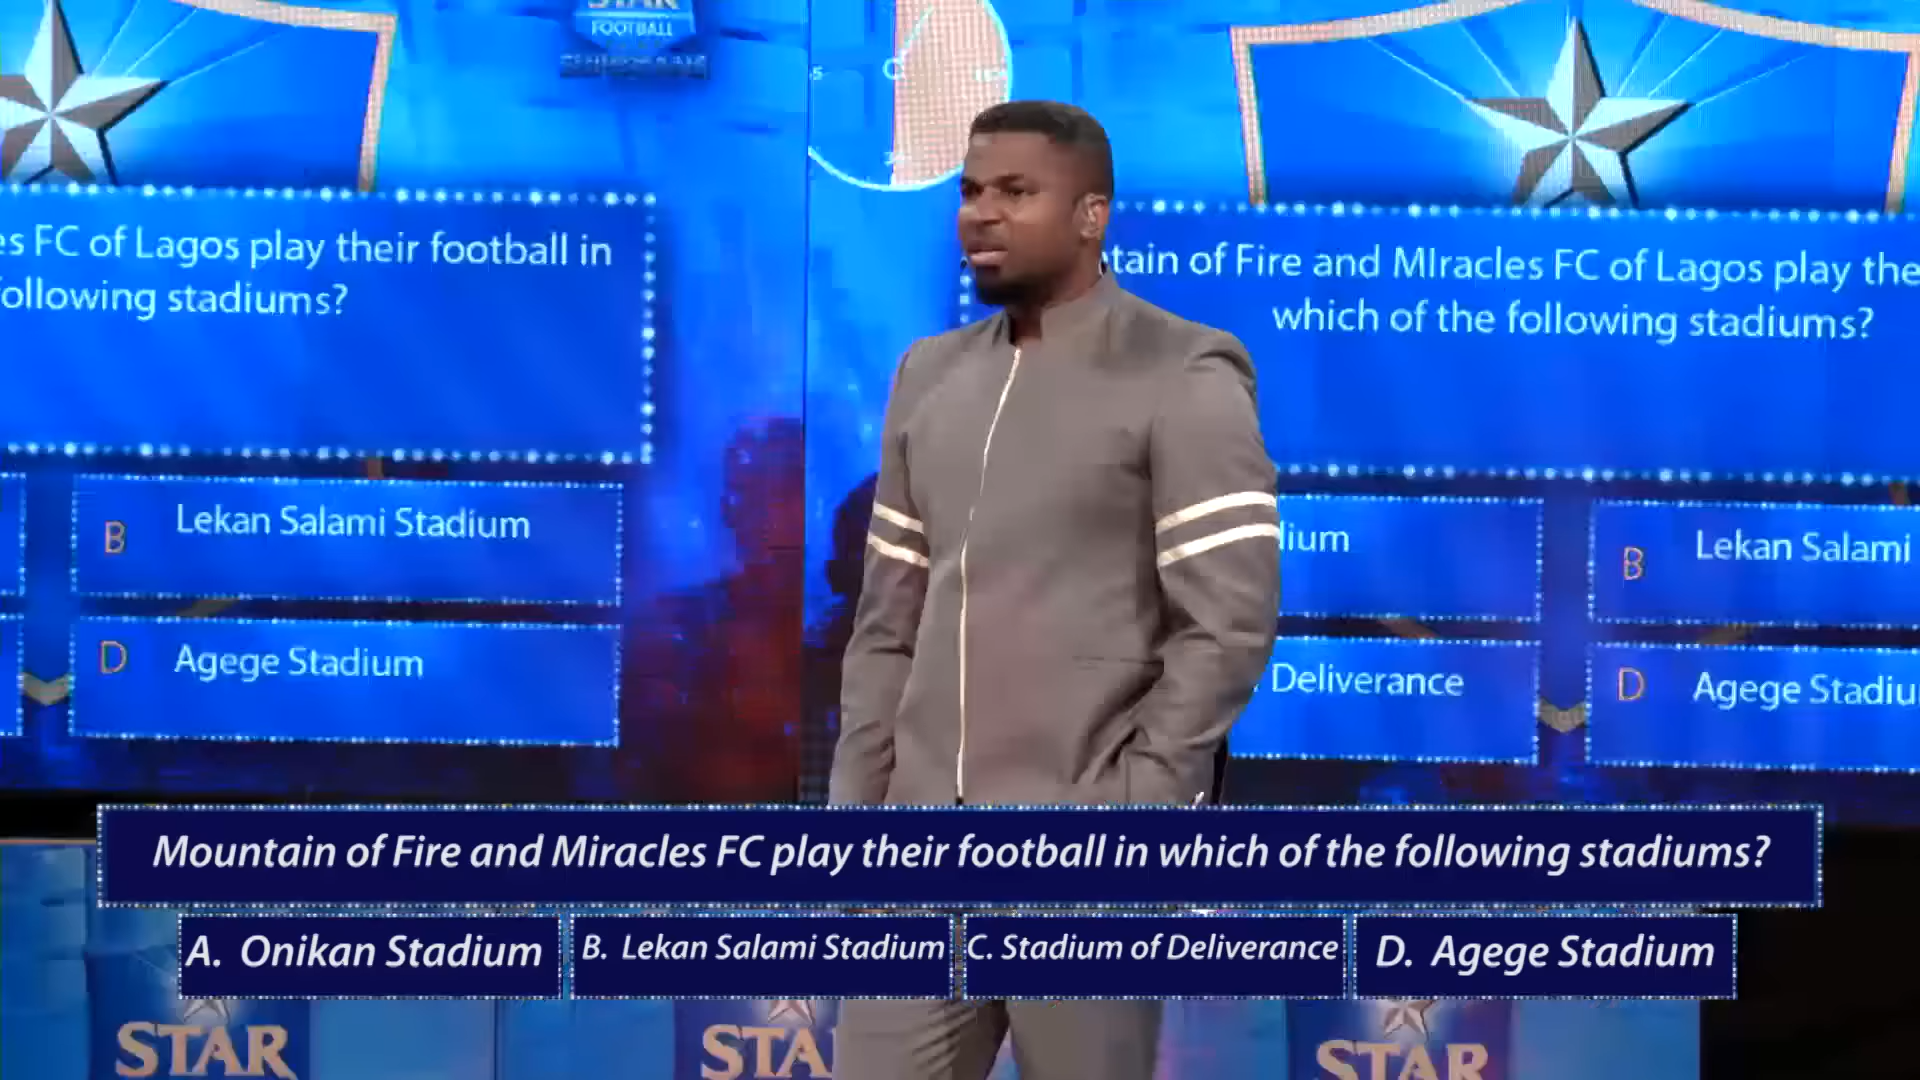 STAR
FOOTBALL
es FC of Lagos play their football in
following stadiums?
B Lekan Salami Stadium
D Agege Stadium
tain of Fire and MIracles FC of Lagos play the
which of the following stadiums?
dium
B Lekan Salami
Deliverance
D Agege Stadiu
Mountain of Fire and Miracles FC play their football in which of the following stadiums?
A. Onikan Stadium
B. Lekan Salami Stadium
C. Stadium of Deliverance
D. Agege Stadium
STAR
STA
STAR